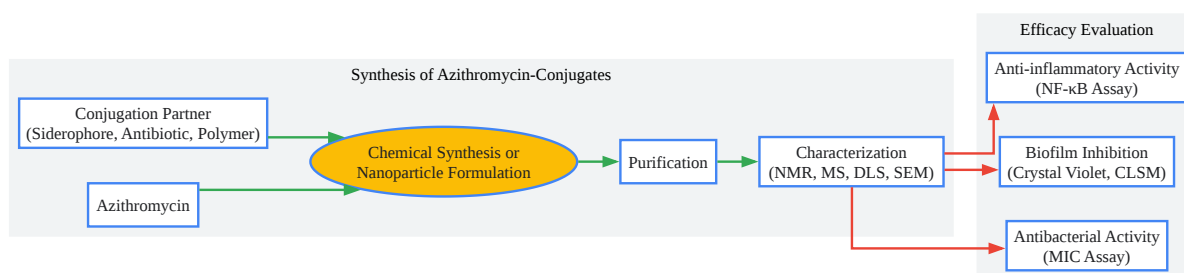 Efficacy Evaluation
Synthesis of Azithromycin-Conjugates
Conjugation Partner
(Siderophore, Antibiotic, Polymer)
Azithromycin
Chemical Synthesis or
Nanoparticle Formulation
Purification
Characterization
(NMR, MS, DLS, SEM)
Anti-inflammatory Activity
(NF-κB Assay)
Biofilm Inhibition
(Crystal Violet, CLSM)
Antibacterial Activity
(MIC Assay)